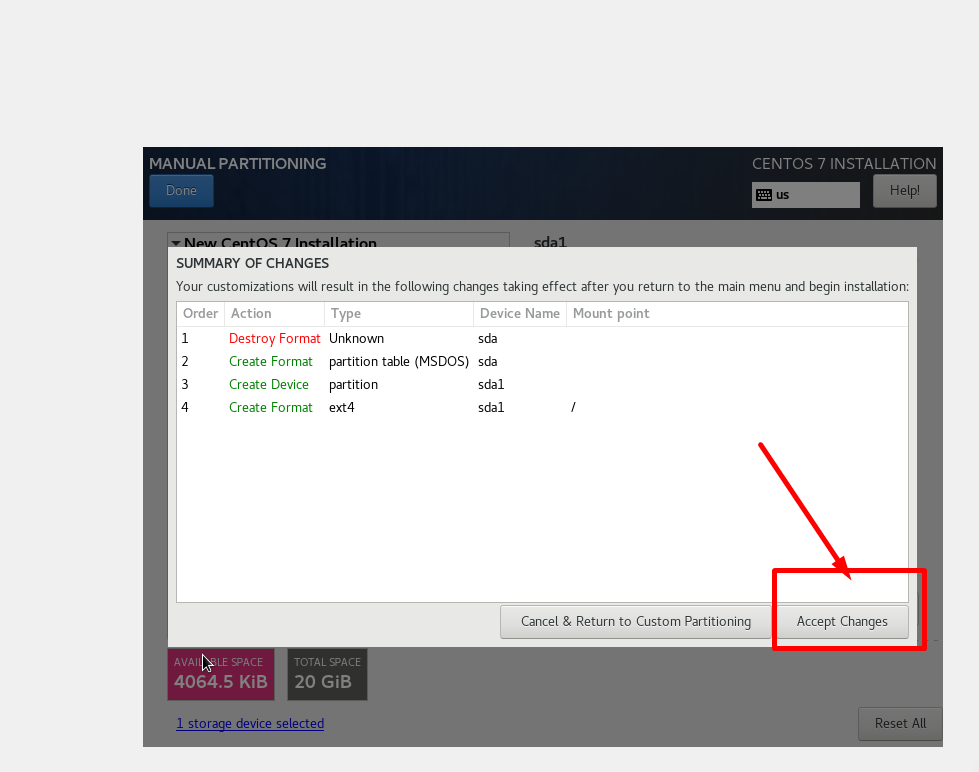 MANUAL PARTITIONING
CENTOS 7 INSTALLATION
Done
us
Help!
New CentOS 7 Installation
sda1
SUMMARY OF CHANGES
Your customizations will result in the following changes taking effect after you return to the main menu and begin installation:
Order Action Type Device Name Mount point
1 Destroy Format Unknown sda
2 Create Format partition table (MSDOS) sda
3 Create Device partition sda1
4 Create Format ext4 sda1 /
Cancel & Return to Custom Partitioning
Accept Changes
AVAILABLE SPACE
4064.5 KiB
TOTAL SPACE
20 GiB
1 storage device selected
Reset All